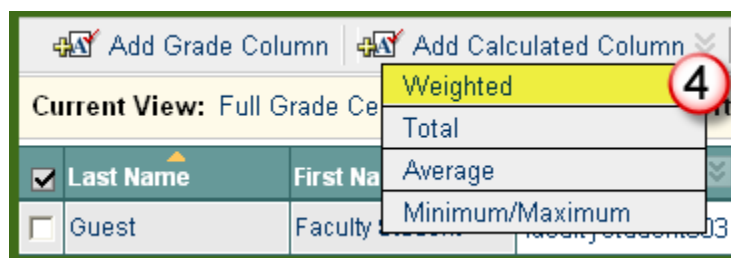 Add Grade Column Add Calculated Column
Weighted 4
Current View: Full Grade Ce
Total
Last Name First Na Average
Minimum/Maximum
Guest Faculty